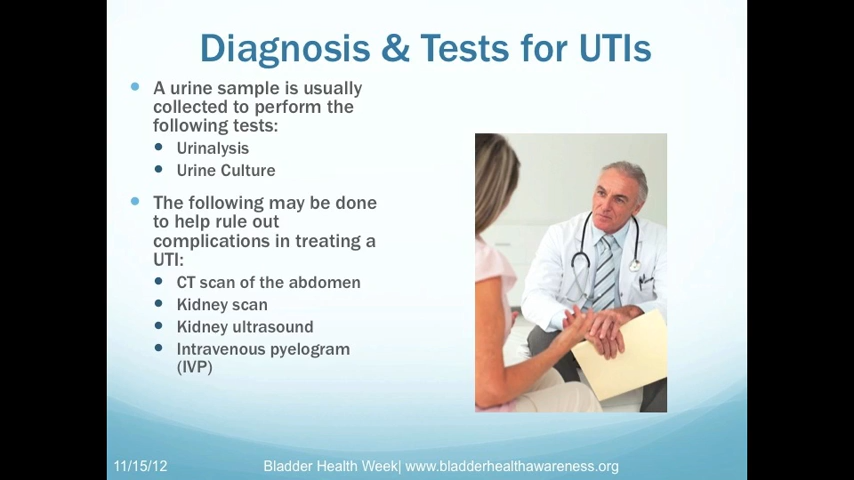 Diagnosis & Tests for UTIs
A urine sample is usually
collected to perform the
following tests:
Urinalysis
Urine Culture
The following may be done
to help rule out
complications in treating a
UTI:
CT scan of the abdomen
Kidney scan
Kidney ultrasound
Intravenous pyelogram
(IVP)
11/15/12
Bladder Health Week| www.bladderhealthawareness.org